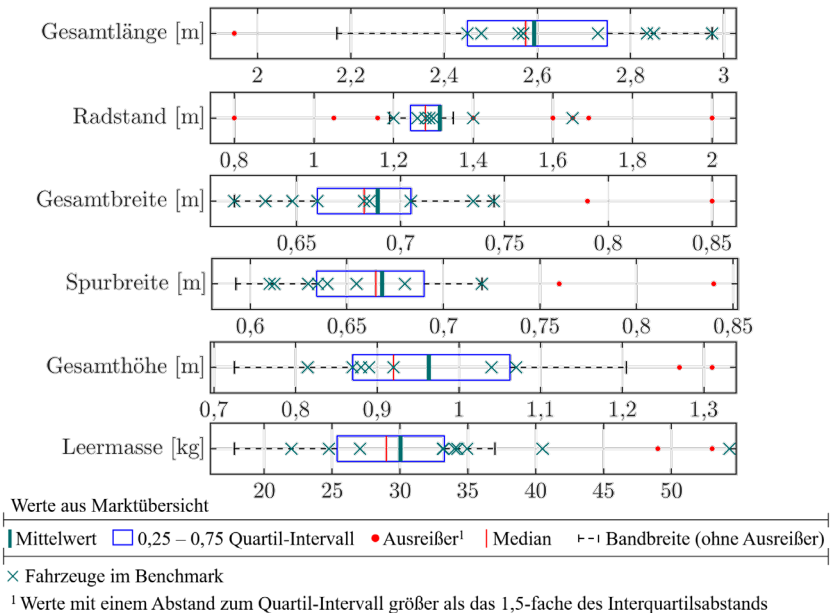 Gesamtlänge [m]
2 2,2 2,4 2,6 2,8 3
Radstand [m]
0,8 1 1,2 1,4 1,6 1,8 2
Gesamtbreite [m]
0,65 0,7 0,75 0,8 0,85
Spurbreite [m]
0,6 0,65 0,7 0,75 0,8 0,85
Gesamthöhe [m]
0,7 0,8 0,9 1 1,1 1,2 1,3
Leermasse [kg]
20 25 30 35 40 45 50
Werte aus Marktübersicht
Mittelwert 0,25 – 0,75 Quartil-Intervall Ausreißer¹ Median Bandbreite (ohne Ausreißer)
Fahrzeuge im Benchmark
¹ Werte mit einem Abstand zum Quartil-Intervall größer als das 1,5-fache des Interquartilsabstands